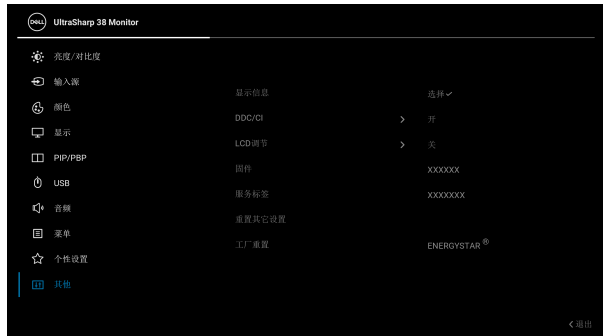 DELL
UltraSharp 38 Monitor
亮度/对比度
输入源
颜色
显示
PIP/PBP
USB
音频
菜单
个性设置
其他
显示信息 选择✓
DDC/CI > 开
LCD调节 > 关
固件 XXXXXX
服务标签 XXXXXXX
重置其它设置
工厂重置 ENERGYSTAR ®
<退出